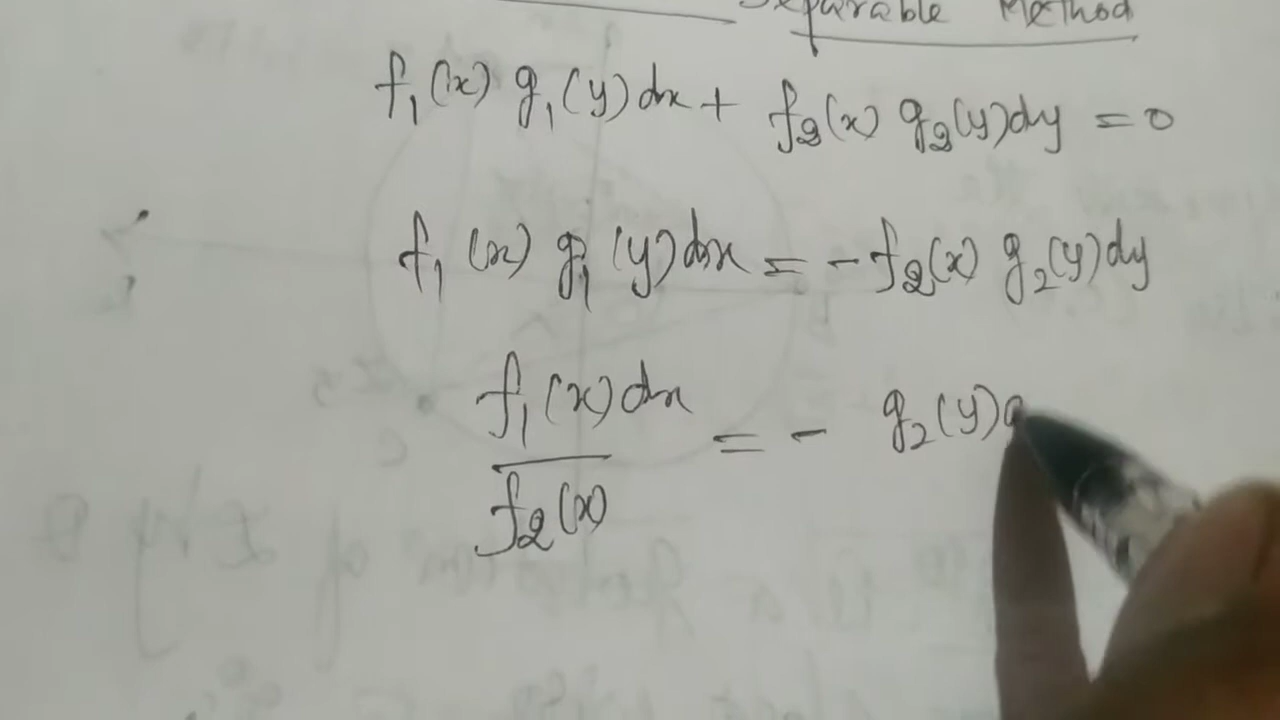 Separable Method
f₁(x) g₁(y)dx + f₂(x) g₂(y)dy = 0
f₁(x) g₁(y)dx = -f₂(x) g₂(y)dy
f₁(x)dx = - g₂(y)
f₂(x)